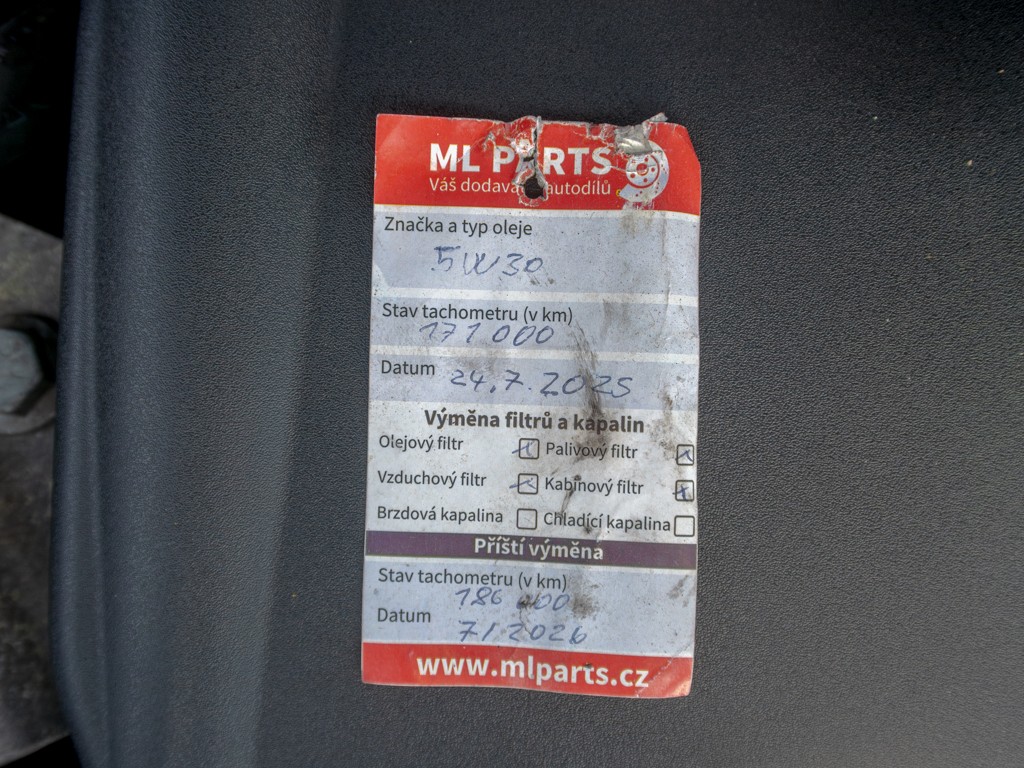 ML PARTS
Váš dodavatel autodílů
Značka a typ oleje
5W30
Stav tachometru (v km)
171 000
Datum 24.7.2025
Výměna filtrů a kapalin
Olejový filtr Palivový filtr
Vzduchový filtr Kabinový filtr
Brzdová kapalina Chladící kapalina
Příští výměna
Stav tachometru (v km)
186 000
Datum 7/2026
www.mlparts.cz